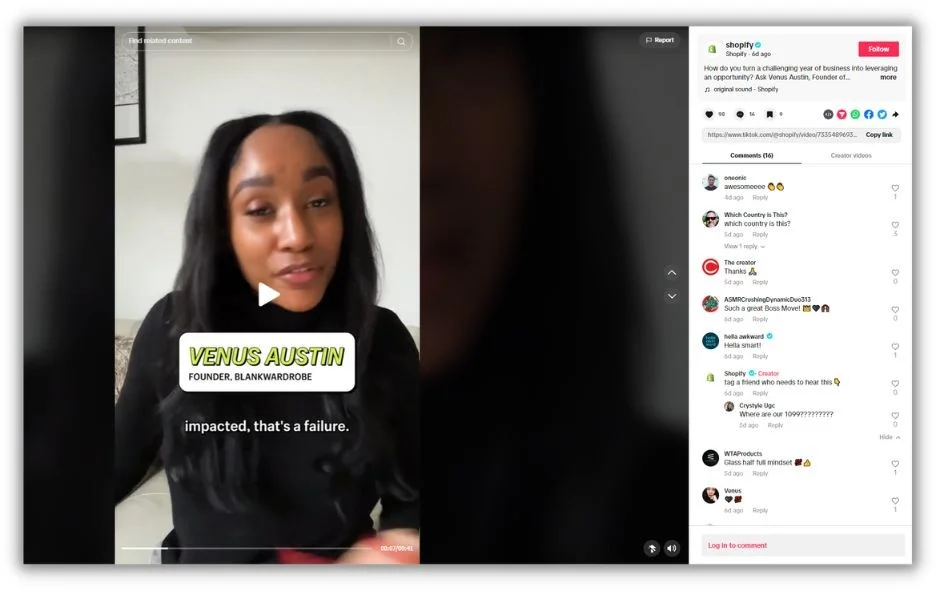 Find related content
Report
VENUS AUSTIN
FOUNDER, BLANKWARDROBE
impacted, that's a failure.
00:07/00:41
shopify
Shopify · 6d ago
Follow
How do you turn a challenging year of business into leveraging
an opportunity? Ask Venus Austin, Founder of...
more
original sound - Shopify
90
16
9
https://www.tiktok.com/@shopify/video/7335489693...
Copy link
Comments (16)
Creator videos
oneonic
awesomeeee
4d ago Reply
1
Which Country is This?
which country is this?
5d ago Reply
3
View 1 reply
The creator
Thanks
5d ago Reply
0
ASMRCrushingDynamicDuo313
Such a great Boss Move!
6d ago Reply
0
hella awkward
Hella smart!
6d ago Reply
1
Shopify · Creator
tag a friend who needs to hear this
6d ago Reply
0
Crystyle Ugc
Where are our 1099?????????
5d ago Reply
0
Hide
WTAProducts
Glass half full mindset
5d ago Reply
1
Venus
6d ago Reply
1
Log in to comment